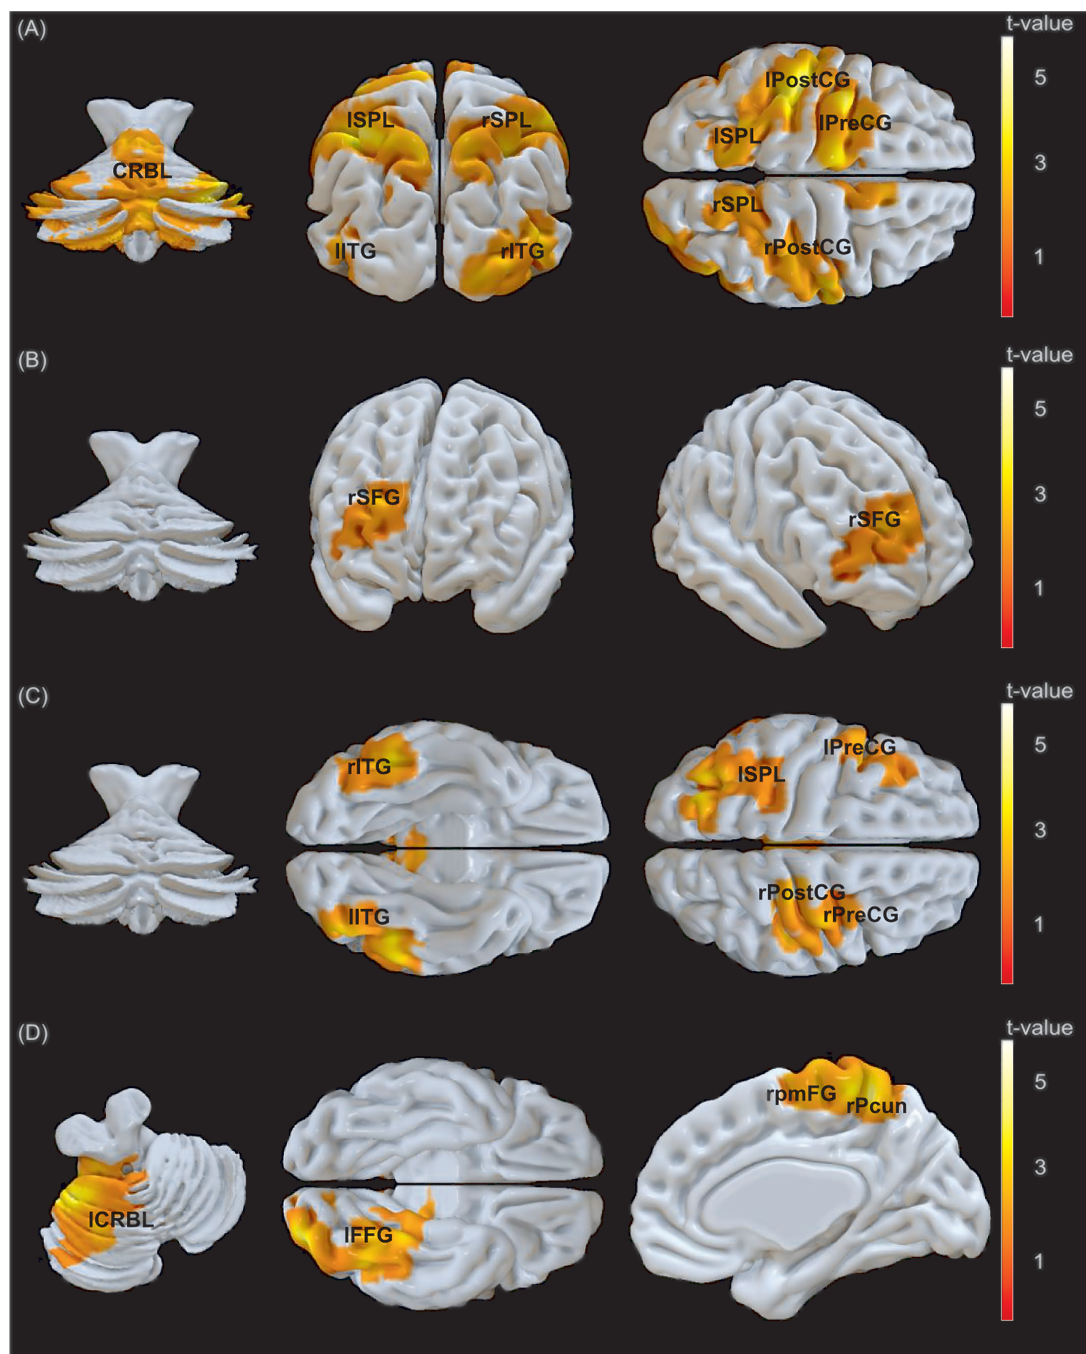 (A)
t-value
lPostCG
5
lSPL
rSPL
lPreCG
lSPL
CRBL
3
rSPL
lITG
rITG
rPostCG
1
(B)
t-value
5
rSFG
3
rSFG
1
(C)
t-value
5
lPreCG
rITG
lSPL
3
rPostCG
lITG
rPreCG
1
(D)
t-value
5
rpmFG
rPcun
3
lCRBL
lFFG
1